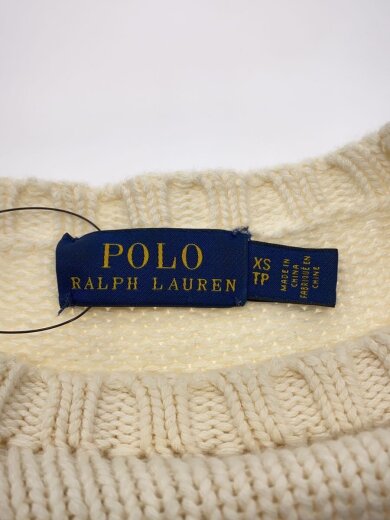 POLO
RALPH LAUREN
XS
TP
MADE IN
CHINA
FABRIQUÉ EN
CHINE